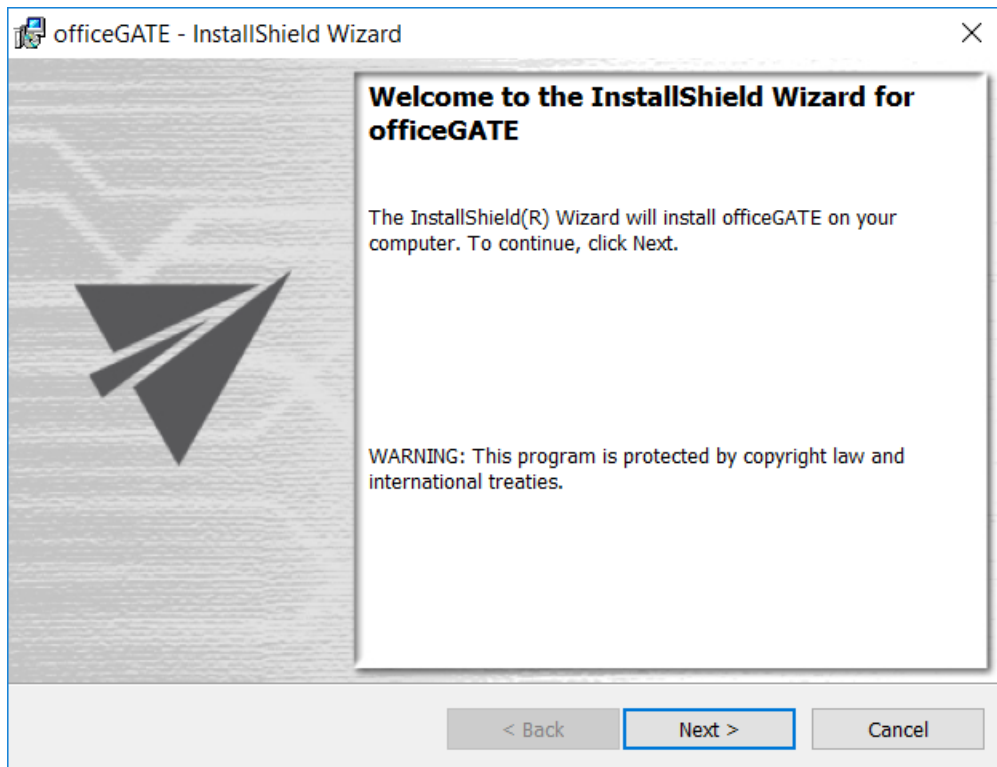 officeGATE - InstallShield Wizard
Welcome to the InstallShield Wizard for
officeGATE
The InstallShield(R) Wizard will install officeGATE on your
computer. To continue, click Next.
WARNING: This program is protected by copyright law and
international treaties.
< Back
Next >
Cancel